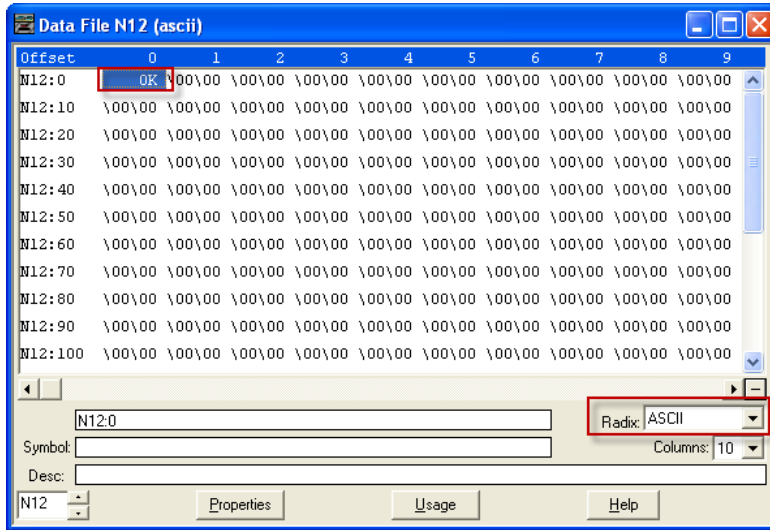 Data File N12 (ascii)
Offset 0 1 2 3 4 5 6 7 8 9
N12:0 OK \00\00 \00\00 \00\00 \00\00 \00\00 \00\00 \00\00 \00\00 \00\00
N12:10 \00\00 \00\00 \00\00 \00\00 \00\00 \00\00 \00\00 \00\00 \00\00 \00\00
N12:20 \00\00 \00\00 \00\00 \00\00 \00\00 \00\00 \00\00 \00\00 \00\00 \00\00
N12:30 \00\00 \00\00 \00\00 \00\00 \00\00 \00\00 \00\00 \00\00 \00\00 \00\00
N12:40 \00\00 \00\00 \00\00 \00\00 \00\00 \00\00 \00\00 \00\00 \00\00 \00\00
N12:50 \00\00 \00\00 \00\00 \00\00 \00\00 \00\00 \00\00 \00\00 \00\00 \00\00
N12:60 \00\00 \00\00 \00\00 \00\00 \00\00 \00\00 \00\00 \00\00 \00\00 \00\00
N12:70 \00\00 \00\00 \00\00 \00\00 \00\00 \00\00 \00\00 \00\00 \00\00 \00\00
N12:80 \00\00 \00\00 \00\00 \00\00 \00\00 \00\00 \00\00 \00\00 \00\00 \00\00
N12:90 \00\00 \00\00 \00\00 \00\00 \00\00 \00\00 \00\00 \00\00 \00\00 \00\00
N12:100 \00\00 \00\00 \00\00 \00\00 \00\00 \00\00 \00\00 \00\00 \00\00 \00\00
N12:0 Radix: ASCII
Symbol: Columns: 10
Desc:
N12 Properties Usage Help